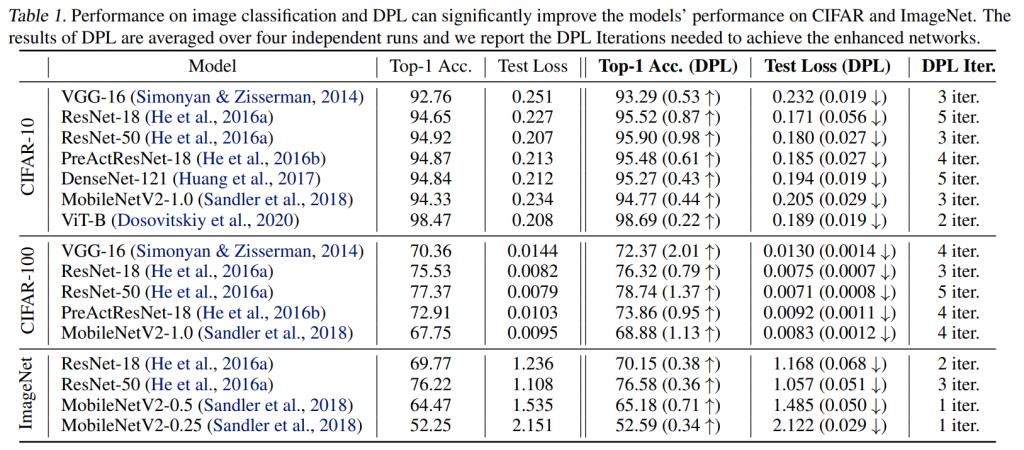 Table 1. Performance on image classification and DPL can significantly improve the models' performance on CIFAR and ImageNet. The
results of DPL are averaged over four independent runs and we report the DPL Iterations needed to achieve the enhanced networks.
Model Top-1 Acc. Test Loss Top-1 Acc. (DPL) Test Loss (DPL) DPL Iter.
CIFAR-10
VGG-16 (Simonyan & Zisserman, 2014) 92.76 0.251 93.29 (0.53 ↑) 0.232 (0.019 ↓) 3 iter.
ResNet-18 (He et al., 2016a) 94.65 0.227 95.52 (0.87 ↑) 0.171 (0.056 ↓) 5 iter.
ResNet-50 (He et al., 2016a) 94.92 0.207 95.90 (0.98 ↑) 0.180 (0.027 ↓) 3 iter.
PreActResNet-18 (He et al., 2016b) 94.87 0.213 95.48 (0.61 ↑) 0.185 (0.027 ↓) 4 iter.
DenseNet-121 (Huang et al., 2017) 94.84 0.212 95.27 (0.43 ↑) 0.194 (0.019 ↓) 5 iter.
MobileNetV2-1.0 (Sandler et al., 2018) 94.33 0.234 94.77 (0.44 ↑) 0.205 (0.029 ↓) 3 iter.
ViT-B (Dosovitskiy et al., 2020) 98.47 0.208 98.69 (0.22 ↑) 0.189 (0.019 ↓) 2 iter.
CIFAR-100
VGG-16 (Simonyan & Zisserman, 2014) 70.36 0.0144 72.37 (2.01 ↑) 0.0130 (0.0014 ↓) 4 iter.
ResNet-18 (He et al., 2016a) 75.53 0.0082 76.32 (0.79 ↑) 0.0075 (0.0007 ↓) 3 iter.
ResNet-50 (He et al., 2016a) 77.37 0.0079 78.74 (1.37 ↑) 0.0071 (0.0008 ↓) 5 iter.
PreActResNet-18 (He et al., 2016b) 72.91 0.0103 73.86 (0.95 ↑) 0.0092 (0.0011 ↓) 4 iter.
MobileNetV2-1.0 (Sandler et al., 2018) 67.75 0.0095 68.88 (1.13 ↑) 0.0083 (0.0012 ↓) 4 iter.
ImageNet
ResNet-18 (He et al., 2016a) 69.77 1.236 70.15 (0.38 ↑) 1.168 (0.068 ↓) 2 iter.
ResNet-50 (He et al., 2016a) 76.22 1.108 76.58 (0.36 ↑) 1.057 (0.051 ↓) 3 iter.
MobileNetV2-0.5 (Sandler et al., 2018) 64.47 1.535 65.18 (0.71 ↑) 1.485 (0.050 ↓) 1 iter.
MobileNetV2-0.25 (Sandler et al., 2018) 52.25 2.151 52.59 (0.34 ↑) 2.122 (0.029 ↓) 1 iter.